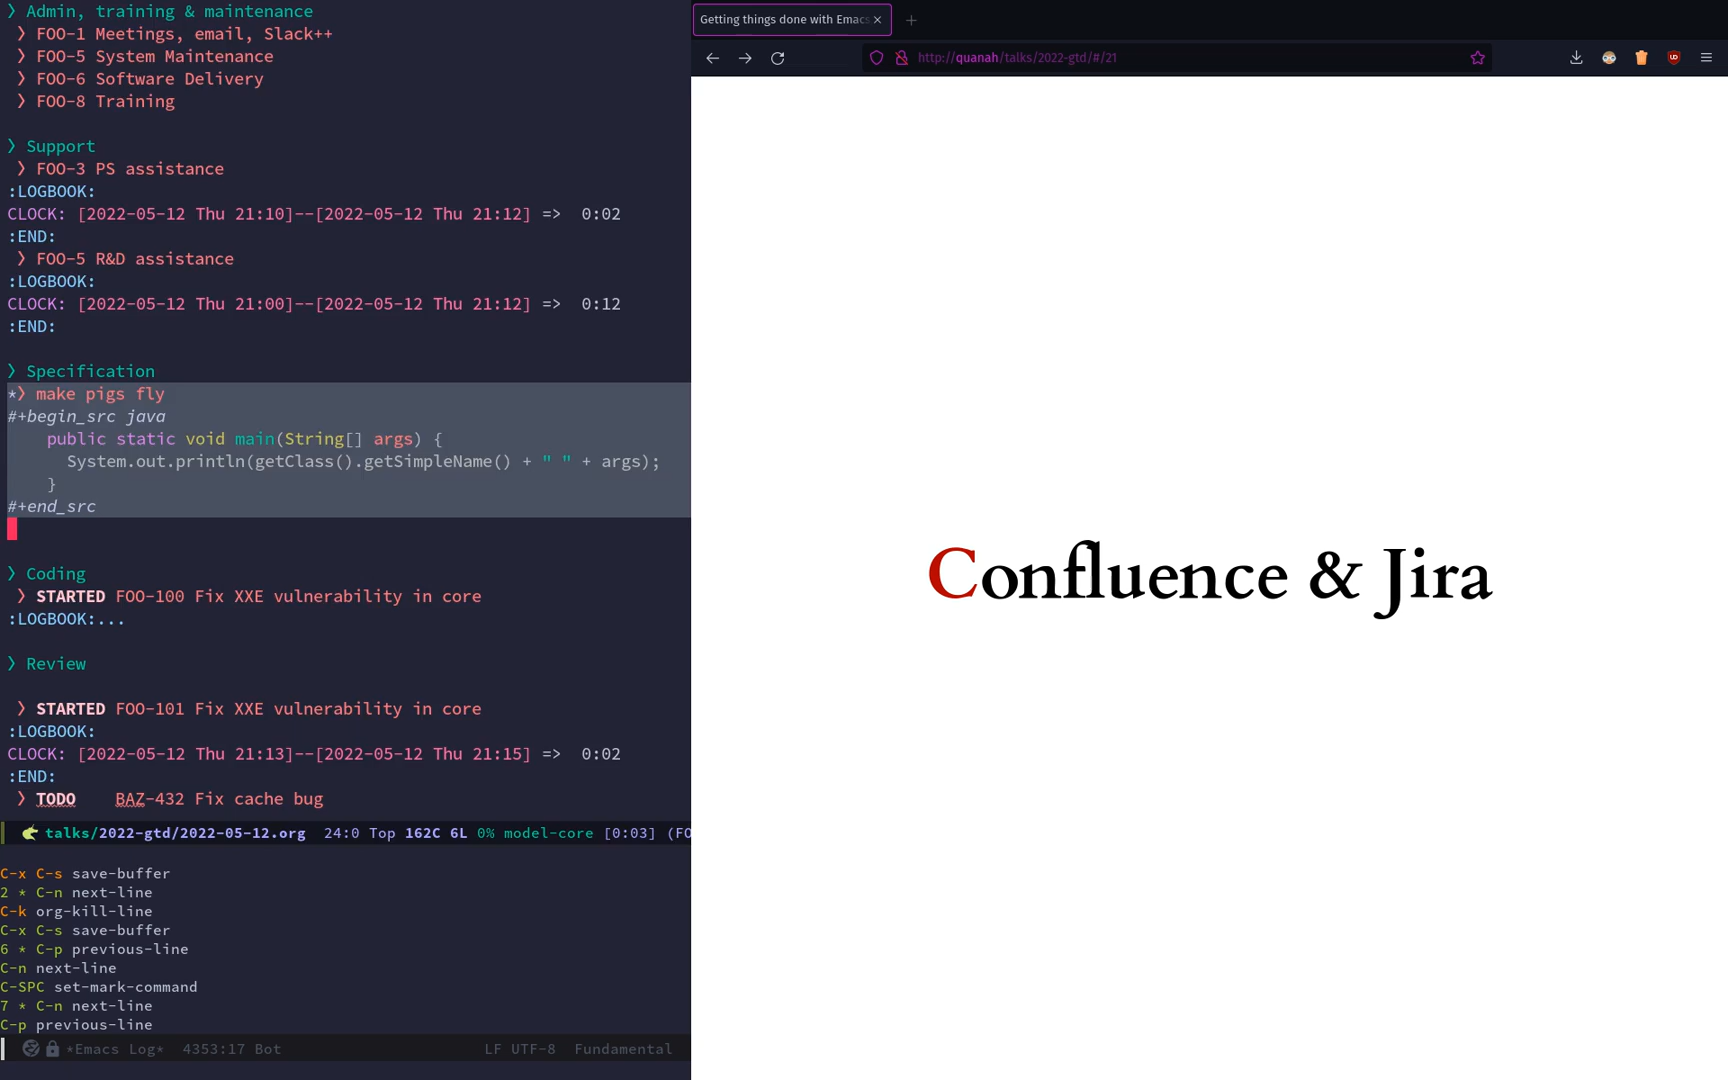 Admin, training & maintenance
FOO-1 Meetings, email, Slack++
FOO-5 System Maintenance
FOO-6 Software Delivery
FOO-8 Training
Support
FOO-3 PS assistance
:LOGBOOK:
CLOCK: [2022-05-12 Thu 21:10]--[2022-05-12 Thu 21:12] =>  0:02
:END:
FOO-5 R&D assistance
:LOGBOOK:
CLOCK: [2022-05-12 Thu 21:00]--[2022-05-12 Thu 21:12] =>  0:12
:END:
Specification
*❯ make pigs fly
#+begin_src java
public static void main(String[] args) {
System.out.println(getClass().getSimpleName() + " " + args);
}
#+end_src
Coding
STARTED FOO-100 Fix XXE vulnerability in core
:LOGBOOK:...
Review
STARTED FOO-101 Fix XXE vulnerability in core
:LOGBOOK:
CLOCK: [2022-05-12 Thu 21:13]--[2022-05-12 Thu 21:15] =>  0:02
:END:
TODO    BAZ-432 Fix cache bug
talks/2022-gtd/2022-05-12.org  24:0 Top 162C 6L 0% model-core [0:03] (FO
C-x C-s save-buffer
2 * C-n next-line
C-k org-kill-line
C-x C-s save-buffer
6 * C-p previous-line
C-n next-line
C-SPC set-mark-command
7 * C-n next-line
C-p previous-line
*Emacs Log*  4353:17 Bot LF UTF-8  Fundamental
Getting things done with Emacs
http://quanah/talks/2022-gtd/#/21
Confluence & Jira